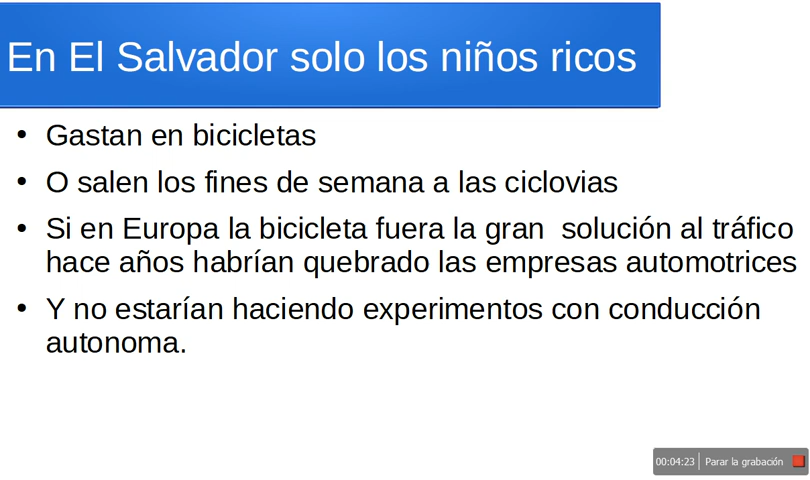 En El Salvador solo los niños ricos
• Gastan en bicicletas
• O salen los fines de semana a las ciclovias
• Si en Europa la bicicleta fuera la gran  solución al tráfico
hace años habrían quebrado las empresas automotrices
• Y no estarían haciendo experimentos con conducción
autonoma.
00:04:23 Parar la grabación